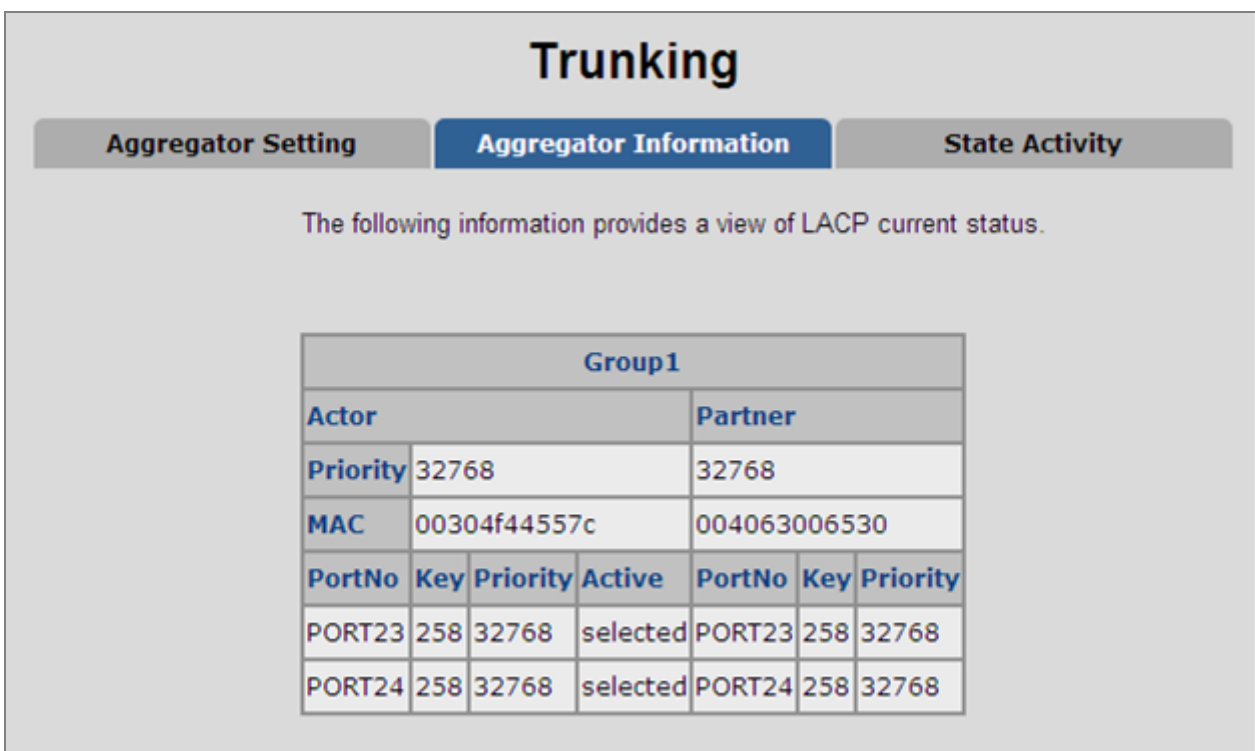 Trunking
Aggregator Setting Aggregator Information State Activity
The following information provides a view of LACP current status.
Group1
Actor Partner
Priority 32768 32768
MAC 00304f44557c 004063006530
PortNo Key Priority Active PortNo Key Priority
PORT23 258 32768 selected PORT23 258 32768
PORT24 258 32768 selected PORT24 258 32768